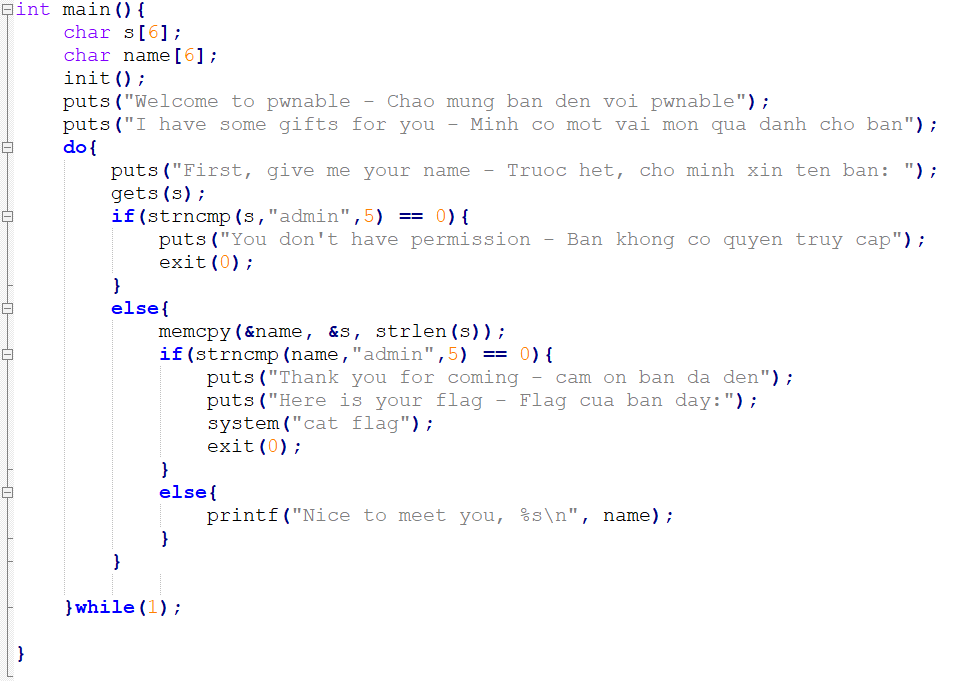 int main(){
    char s[6];
    char name[6];
    init();
    puts("Welcome to pwnable - Chao mung ban den voi pwnable");
    puts("I have some gifts for you - Minh co mot vai mon qua danh cho ban");
    do{
        puts("First, give me your name - Truoc het, cho minh xin ten ban: ");
        gets(s);
        if(strncmp(s,"admin",5) == 0){
            puts("You don't have permission - Ban khong co quyen truy cap");
            exit(0);
        }
        else{
            memcpy(&name, &s, strlen(s));
            if(strncmp(name,"admin",5) == 0){
                puts("Thank you for coming - cam on ban da den");
                puts("Here is your flag - Flag cua ban day:");
                system("cat flag");
                exit(0);
            }
            else{
                printf("Nice to meet you, %s\n", name);
            }
        }
    }while(1);
}